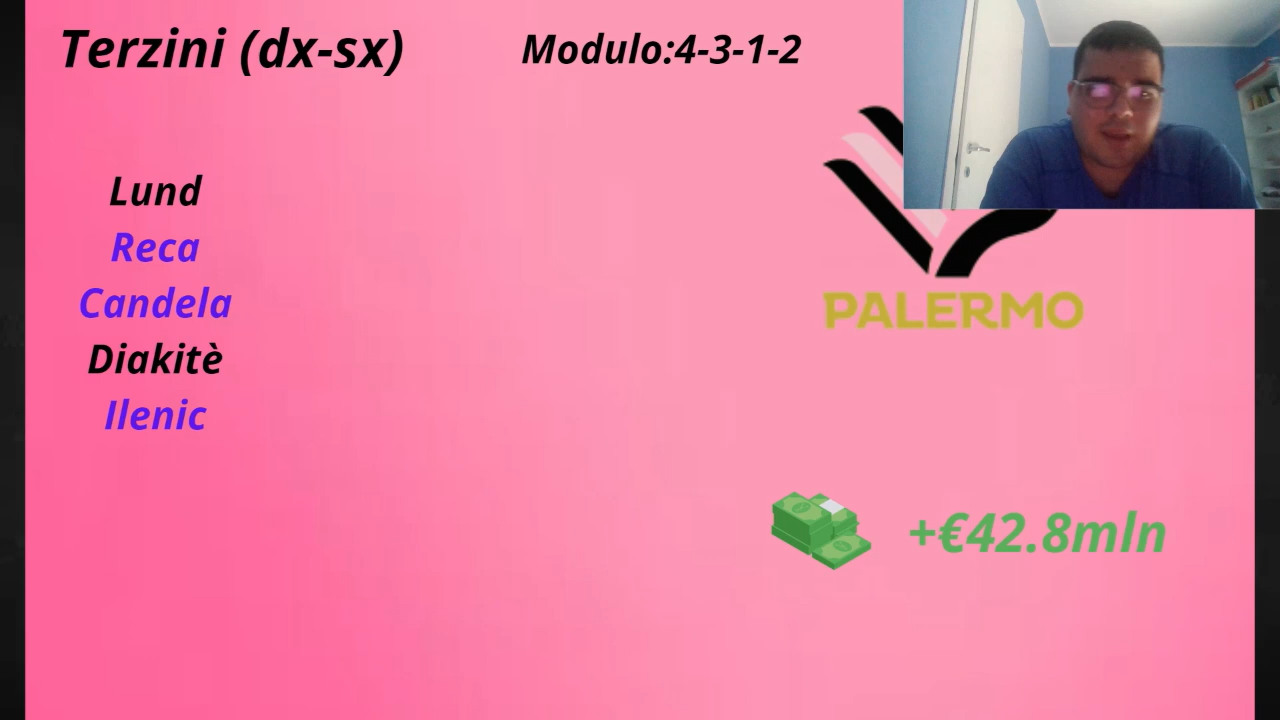 Terzini (dx-sx)
Modulo:4-3-1-2
Lund
Reca
Candela
Diakitè
Ilenic
PALERMO
+€42.8mln